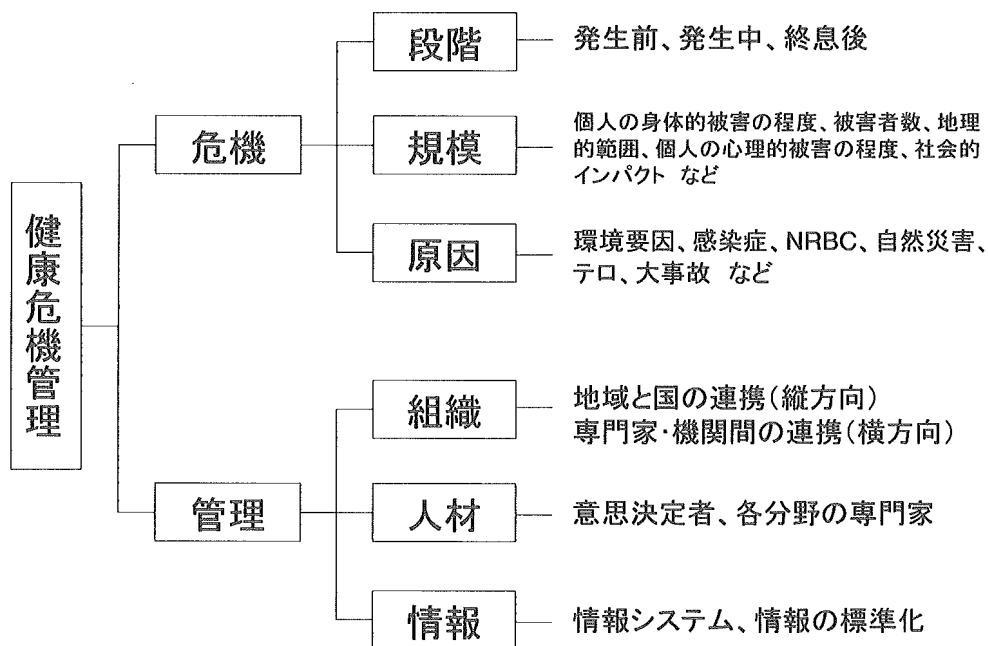 健康危機管理
危機
段階
発生前、発生中、終息後
規模
個人の身体的被害の程度、被害者数、地理
的範囲、個人の心理的被害の程度、社会的
インパクト など
原因
環境要因、感染症、NRBC、自然災害、
テロ、大事故 など
管理
組織
地域と国の連携(縦方向)
専門家・機関間の連携(横方向)
人材
意思決定者、各分野の専門家
情報
情報システム、情報の標準化